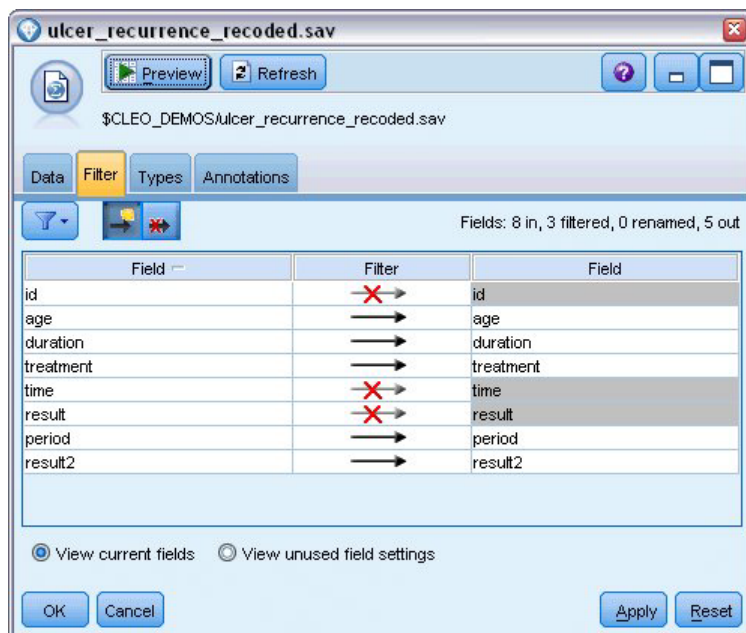 ulcer_recurrence_recoded.sav
Preview Refresh
$CLEO_DEMOS/ulcer_recurrence_recoded.sav
Data Filter Types Annotations
Fields: 8 in, 3 filtered, 0 renamed, 5 out
Field Filter Field
id id
age age
duration duration
treatment treatment
time time
result result
period period
result2 result2
View current fields View unused field settings
OK Cancel Apply Reset